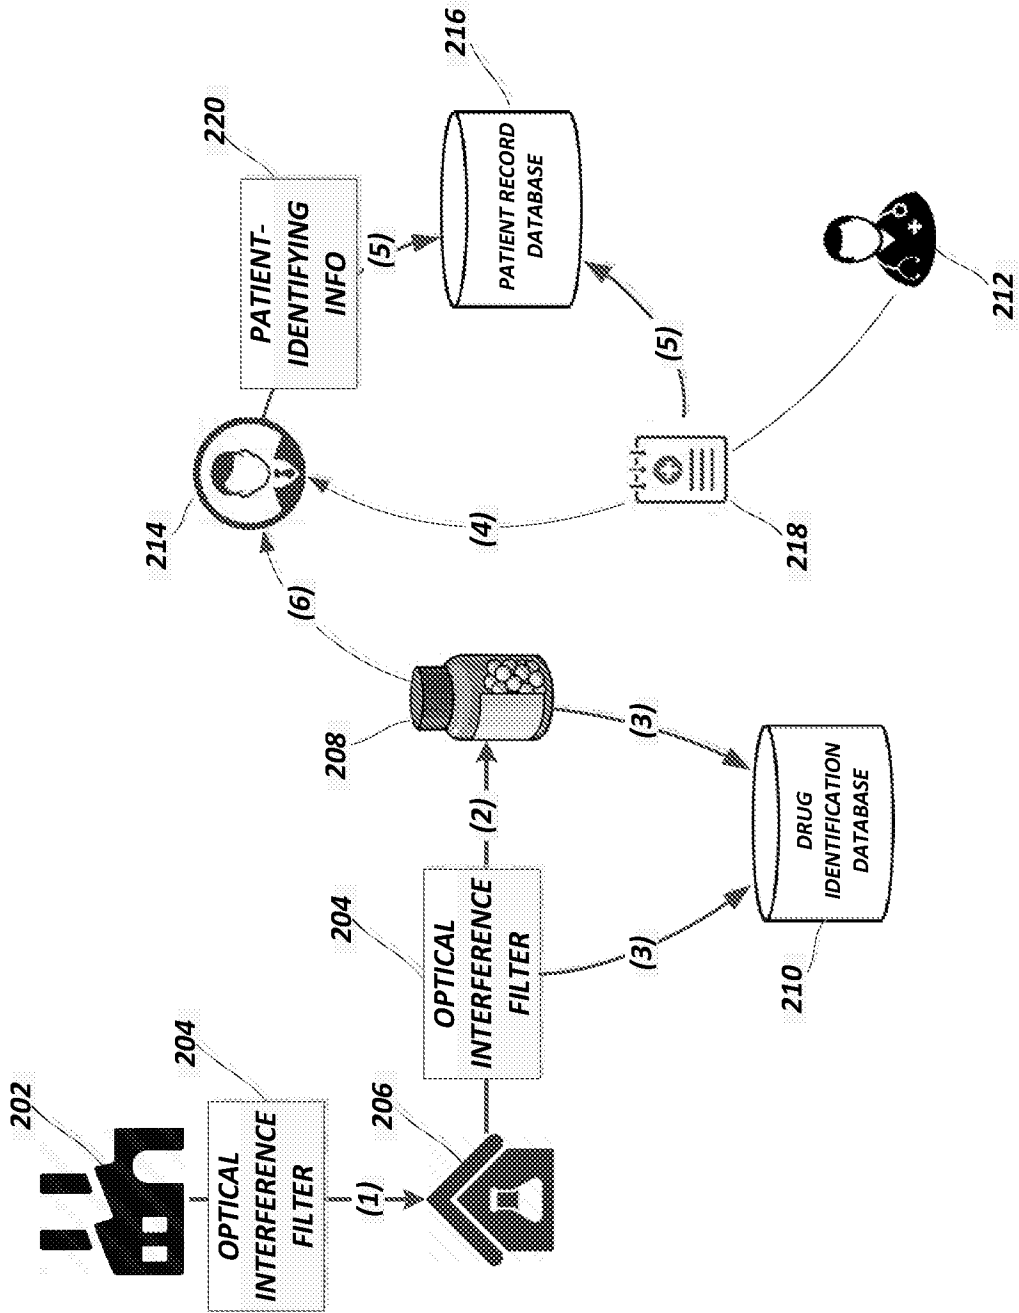 202
204
OPTICAL
INTERFERENCE
FILTER
(1)
206
204
OPTICAL
INTERFERENCE
FILTER
(2)
208
(3)
(3)
DRUG
IDENTIFICATION
DATABASE
210
(6)
214
(4)
218
220
PATIENT-
IDENTIFYING
INFO
(5)
216
PATIENT RECORD
DATABASE
(5)
212